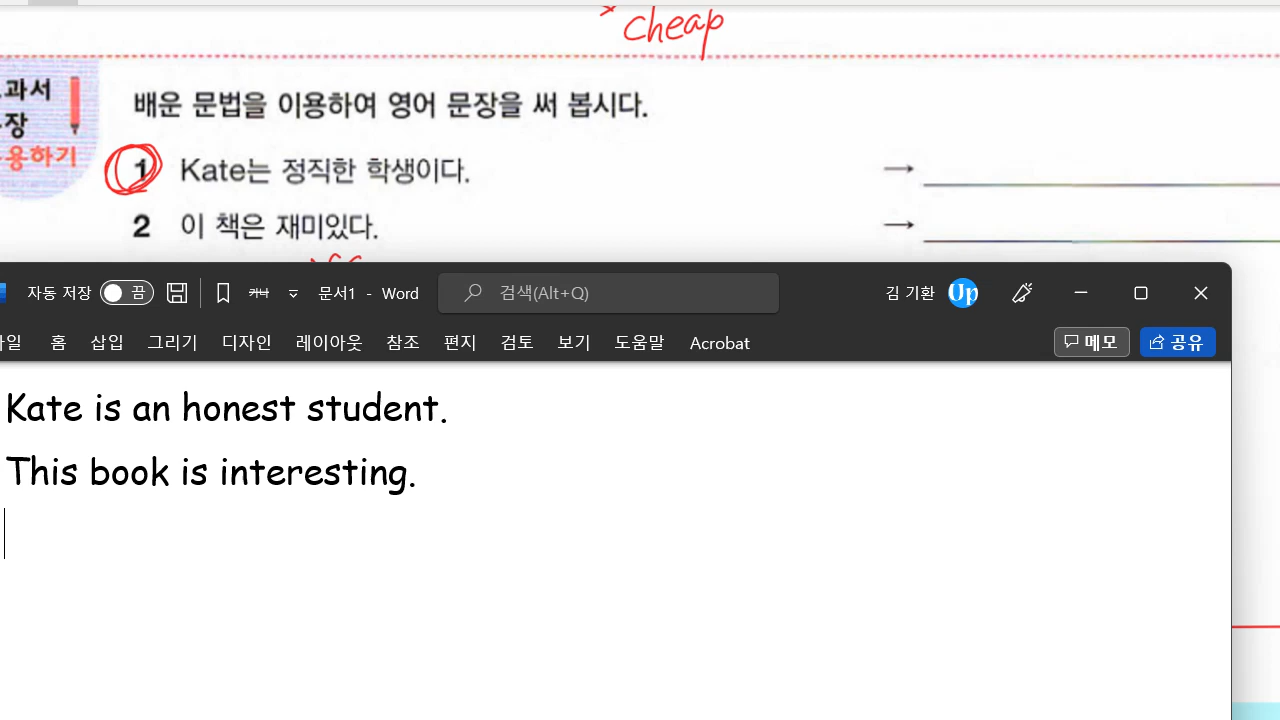 cheap
과서
장
용하기
배운 문법을 이용하여 영어 문장을 써 봅시다.
1 Kate는 정직한 학생이다. →
2 이 책은 재미있다. →
자동 저장 끔 가나 문서1 - Word 검색(Alt+Q) 김 기환 Up
파일 홈 삽입 그리기 디자인 레이아웃 참조 편지 검토 보기 도움말 Acrobat 메모 공유
Kate is an honest student.
This book is interesting.